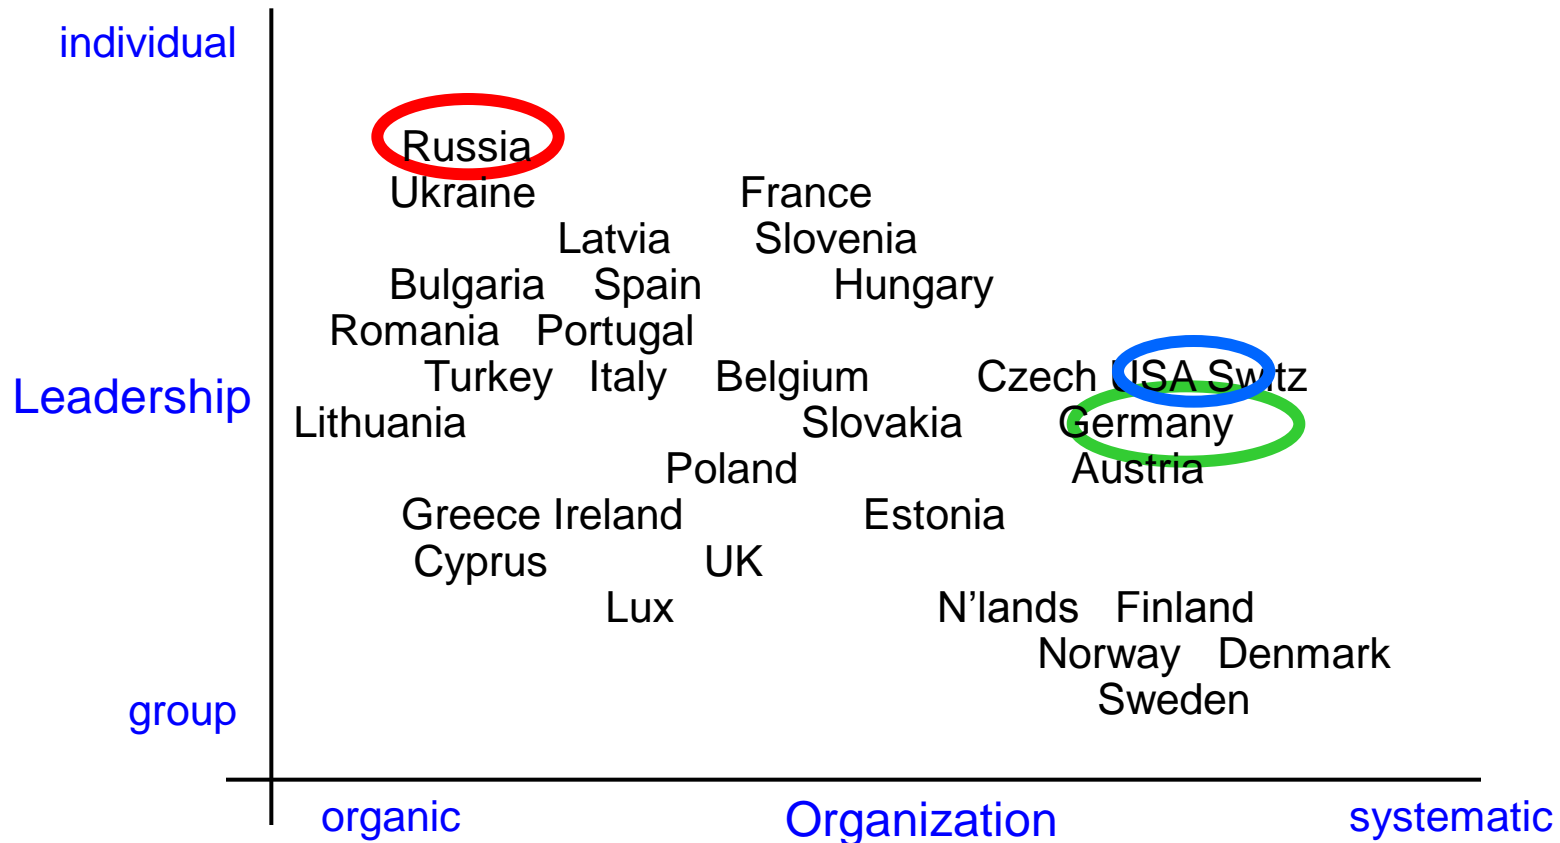 individual
Russia
Ukraine France
Latvia Slovenia
Bulgaria Spain Hungary
Romania Portugal
Turkey Italy Belgium Czech USA Switz
Leadership
Lithuania Slovakia Germany
Poland Austria
Greece Ireland Estonia
Cyprus UK
Lux N’lands Finland
Norway Denmark
group Sweden
organic Organization systematic